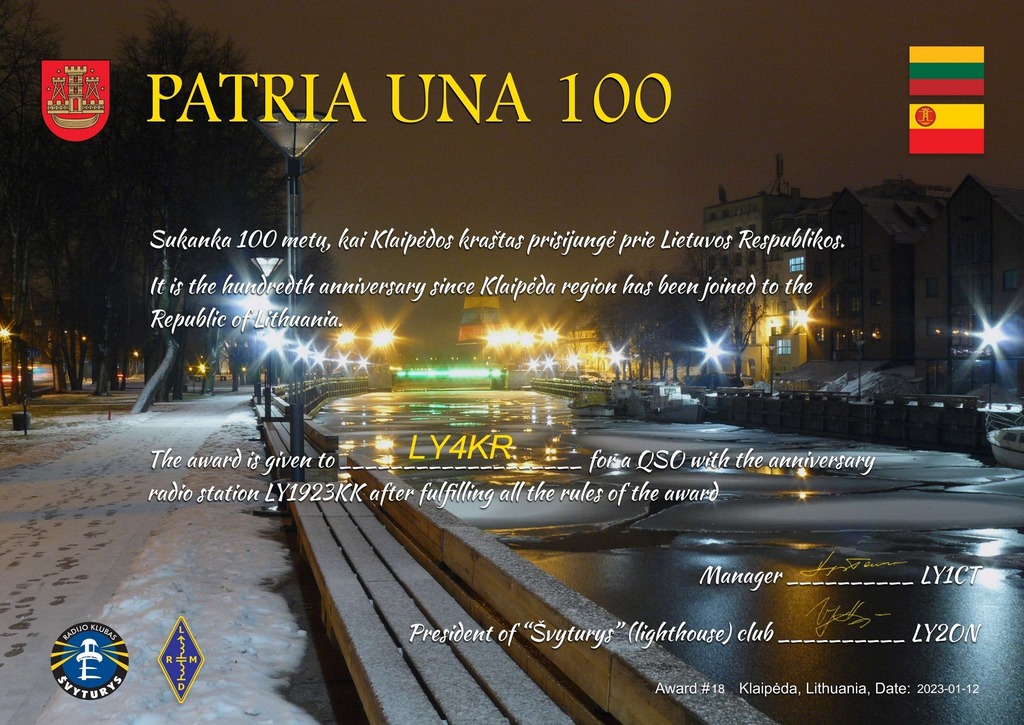 PATRIA UNA 100
Sukanka 100 metų, kai Klaipėdos kraštas prisijungė prie Lietuvos Respublikos.
It is the hundredth anniversary since Klaipėda region has been joined to the
Republic of Lithuania.
The award is given to LY4KR for a QSO with the anniversary
radio station LY1923KK after fulfilling all the rules of the award
Manager __________ LY1CT
President of “Švyturys” (lighthouse) club __________ LY2ON
RADIJO KLUBAS
ŠVYTURYS
L
R M
D
Award #18 Klaipėda, Lithuania, Date: 2023-01-12